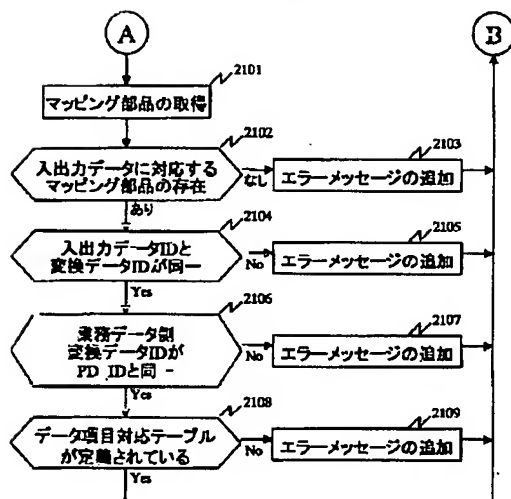 A
B
2101
マッピング部品の取得
2102
入出力データに対応する
マッピング部品の存在
なし
2103
エラーメッセージの追加
あり
2104
入出力データIDと
変換データIDが同一
No
2105
エラーメッセージの追加
Yes
2106
業務データ側
変換データIDが
PD_IDと同一
No
2107
エラーメッセージの追加
Yes
2108
データ項目対応テーブル
が定義されている
No
2109
エラーメッセージの追加
Yes